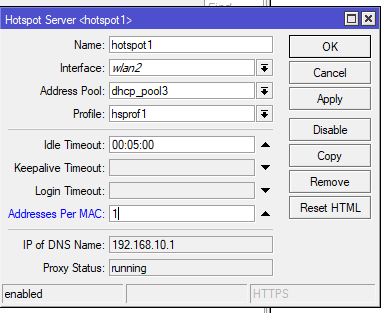 Find
Hotspot Server <hotspot1>
Name: hotspot1
OK
Interface: wlan2
Cancel
Address Pool: dhcp_pool3
Apply
Profile: hsprof1
Disable
Idle Timeout: 00:05:00
Copy
Keepalive Timeout:
Login Timeout:
Remove
Addresses Per MAC: 1
Reset HTML
IP of DNS Name: 192.168.10.1
Proxy Status: running
enabled
HTTPS